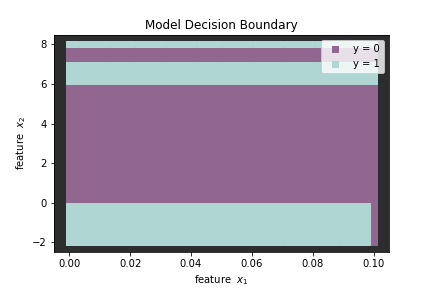 Model Decision Boundary
8
6
4
2
0
−2
feature x₂
y = 0
y = 1
0.00 0.02 0.04 0.06 0.08 0.10
feature x₁